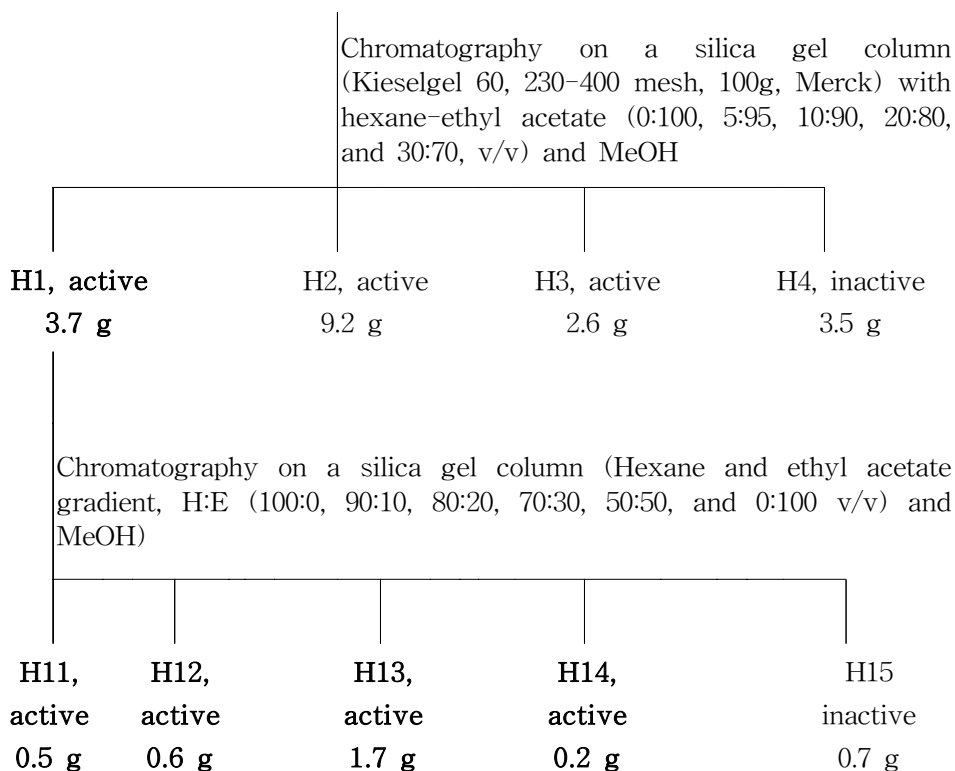 Chromatography on a silica gel column
(Kieselgel 60, 230-400 mesh, 100g, Merck) with
hexane-ethyl acetate (0:100, 5:95, 10:90, 20:80,
and 30:70, v/v) and MeOH
H1, active H2, active H3, active H4, inactive
3.7 g 9.2 g 2.6 g 3.5 g
Chromatography on a silica gel column (Hexane and ethyl acetate
gradient, H:E (100:0, 90:10, 80:20, 70:30, 50:50, and 0:100 v/v) and
MeOH)
H11, H12, H13, H14, H15
active active active active inactive
0.5 g 0.6 g 1.7 g 0.2 g 0.7 g